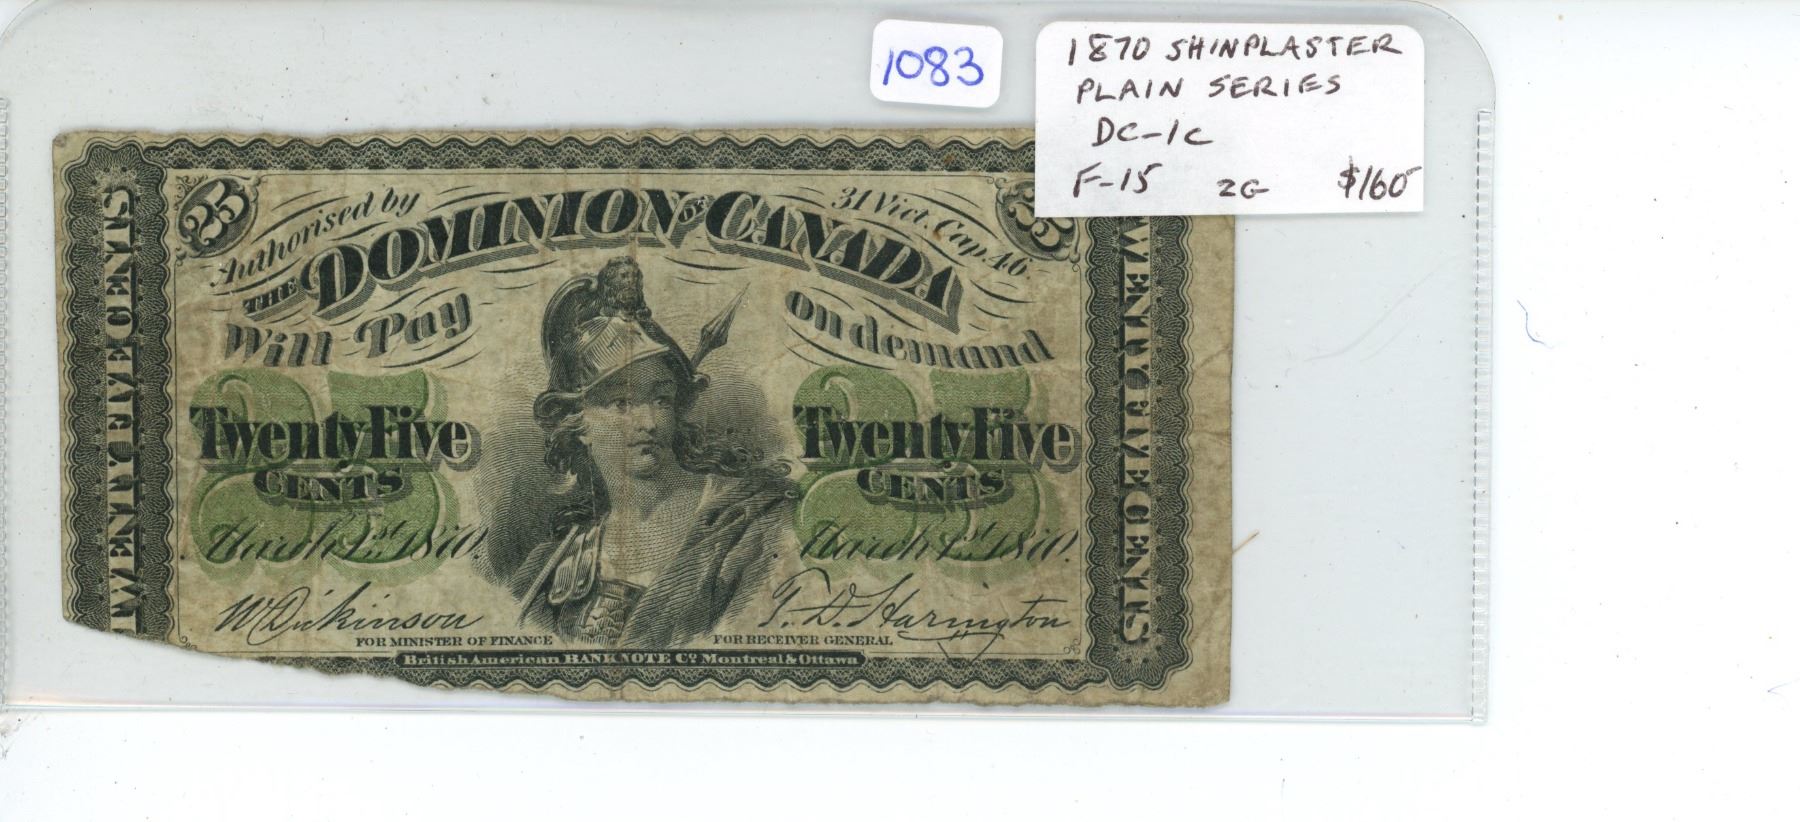 1083
1870 SHINPLASTER
PLAIN SERIES
DC-1c
F-15 2G $160
25
Authorised by
31 Vict. Cap. 46.
THE DOMINION OF CANADA
Will Pay on demand
Twenty Five Twenty Five
CENTS CENTS
March 1st 1870. March 1st 1870.
W Dickinson T. D. Harington
FOR MINISTER OF FINANCE FOR RECEIVER GENERAL
British American BANK NOTE Co. Montreal & Ottawa
TWENTY FIVE CENTS
TWENTY FIVE CENTS